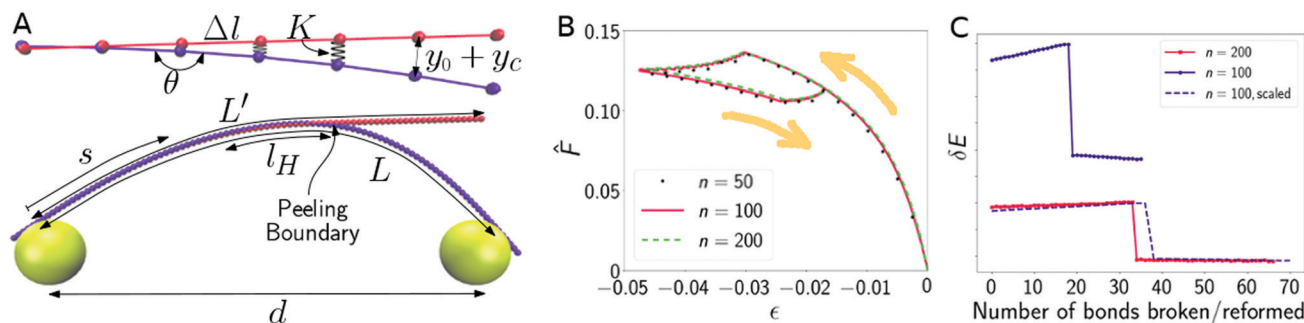 A
Δl
K
y₀ + y_c
θ
L′
s
l_H
L
Peeling
Boundary
d
B
0.15
0.10
0.05
0
F̂
n = 50
n = 100
n = 200
−0.05 −0.04 −0.03 −0.02 −0.01 0
ϵ
C
n = 200
n = 100
n = 100, scaled
δE
0 10 20 30 40 50 60 70
Number of bonds broken/reformed